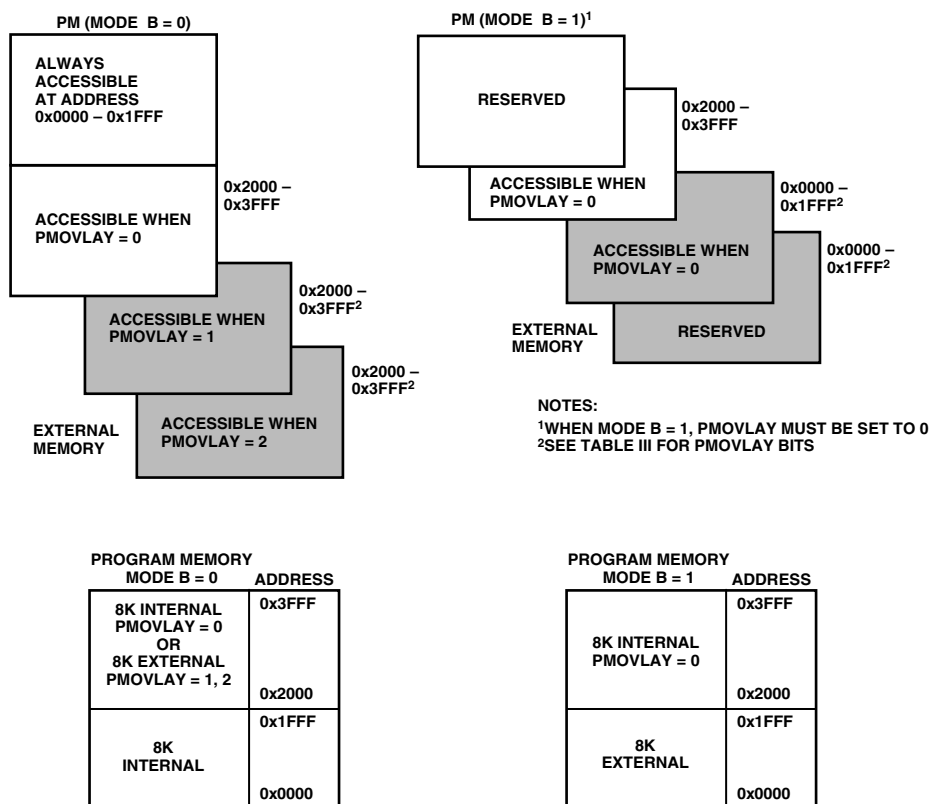 PM (MODE B = 0)
ALWAYS
ACCESSIBLE
AT ADDRESS
0x0000 – 0x1FFF
0x2000 –
0x3FFF
ACCESSIBLE WHEN
PMOVLAY = 0
0x2000 –
0x3FFF²
ACCESSIBLE WHEN
PMOVLAY = 1
0x2000 –
0x3FFF²
ACCESSIBLE WHEN
PMOVLAY = 2
EXTERNAL
MEMORY
PM (MODE B = 1)¹
RESERVED
0x2000 –
0x3FFF
ACCESSIBLE WHEN
PMOVLAY = 0
0x0000 –
0x1FFF²
ACCESSIBLE WHEN
PMOVLAY = 0
0x0000 –
0x1FFF²
RESERVED
EXTERNAL
MEMORY
NOTES:
¹WHEN MODE B = 1, PMOVLAY MUST BE SET TO 0
²SEE TABLE III FOR PMOVLAY BITS
PROGRAM MEMORY
MODE B = 0 ADDRESS
8K INTERNAL
PMOVLAY = 0
OR
8K EXTERNAL
PMOVLAY = 1, 2
0x3FFF
0x2000
8K
INTERNAL
0x1FFF
0x0000
PROGRAM MEMORY
MODE B = 1 ADDRESS
8K INTERNAL
PMOVLAY = 0
0x3FFF
0x2000
8K
EXTERNAL
0x1FFF
0x0000